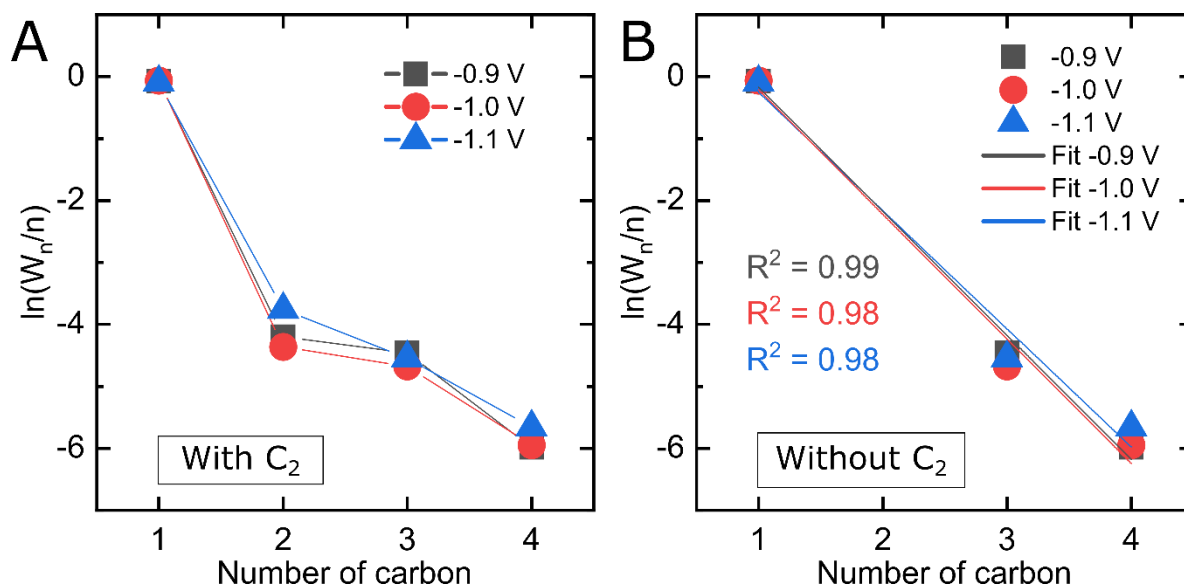 A
ln(Wn/n)
0
-2
-4
-6
-0.9 V
-1.0 V
-1.1 V
With C2
1 2 3 4
Number of carbon
B
ln(Wn/n)
0
-2
-4
-6
-0.9 V
-1.0 V
-1.1 V
Fit -0.9 V
Fit -1.0 V
Fit -1.1 V
R² = 0.99
R² = 0.98
R² = 0.98
Without C2
1 2 3 4
Number of carbon